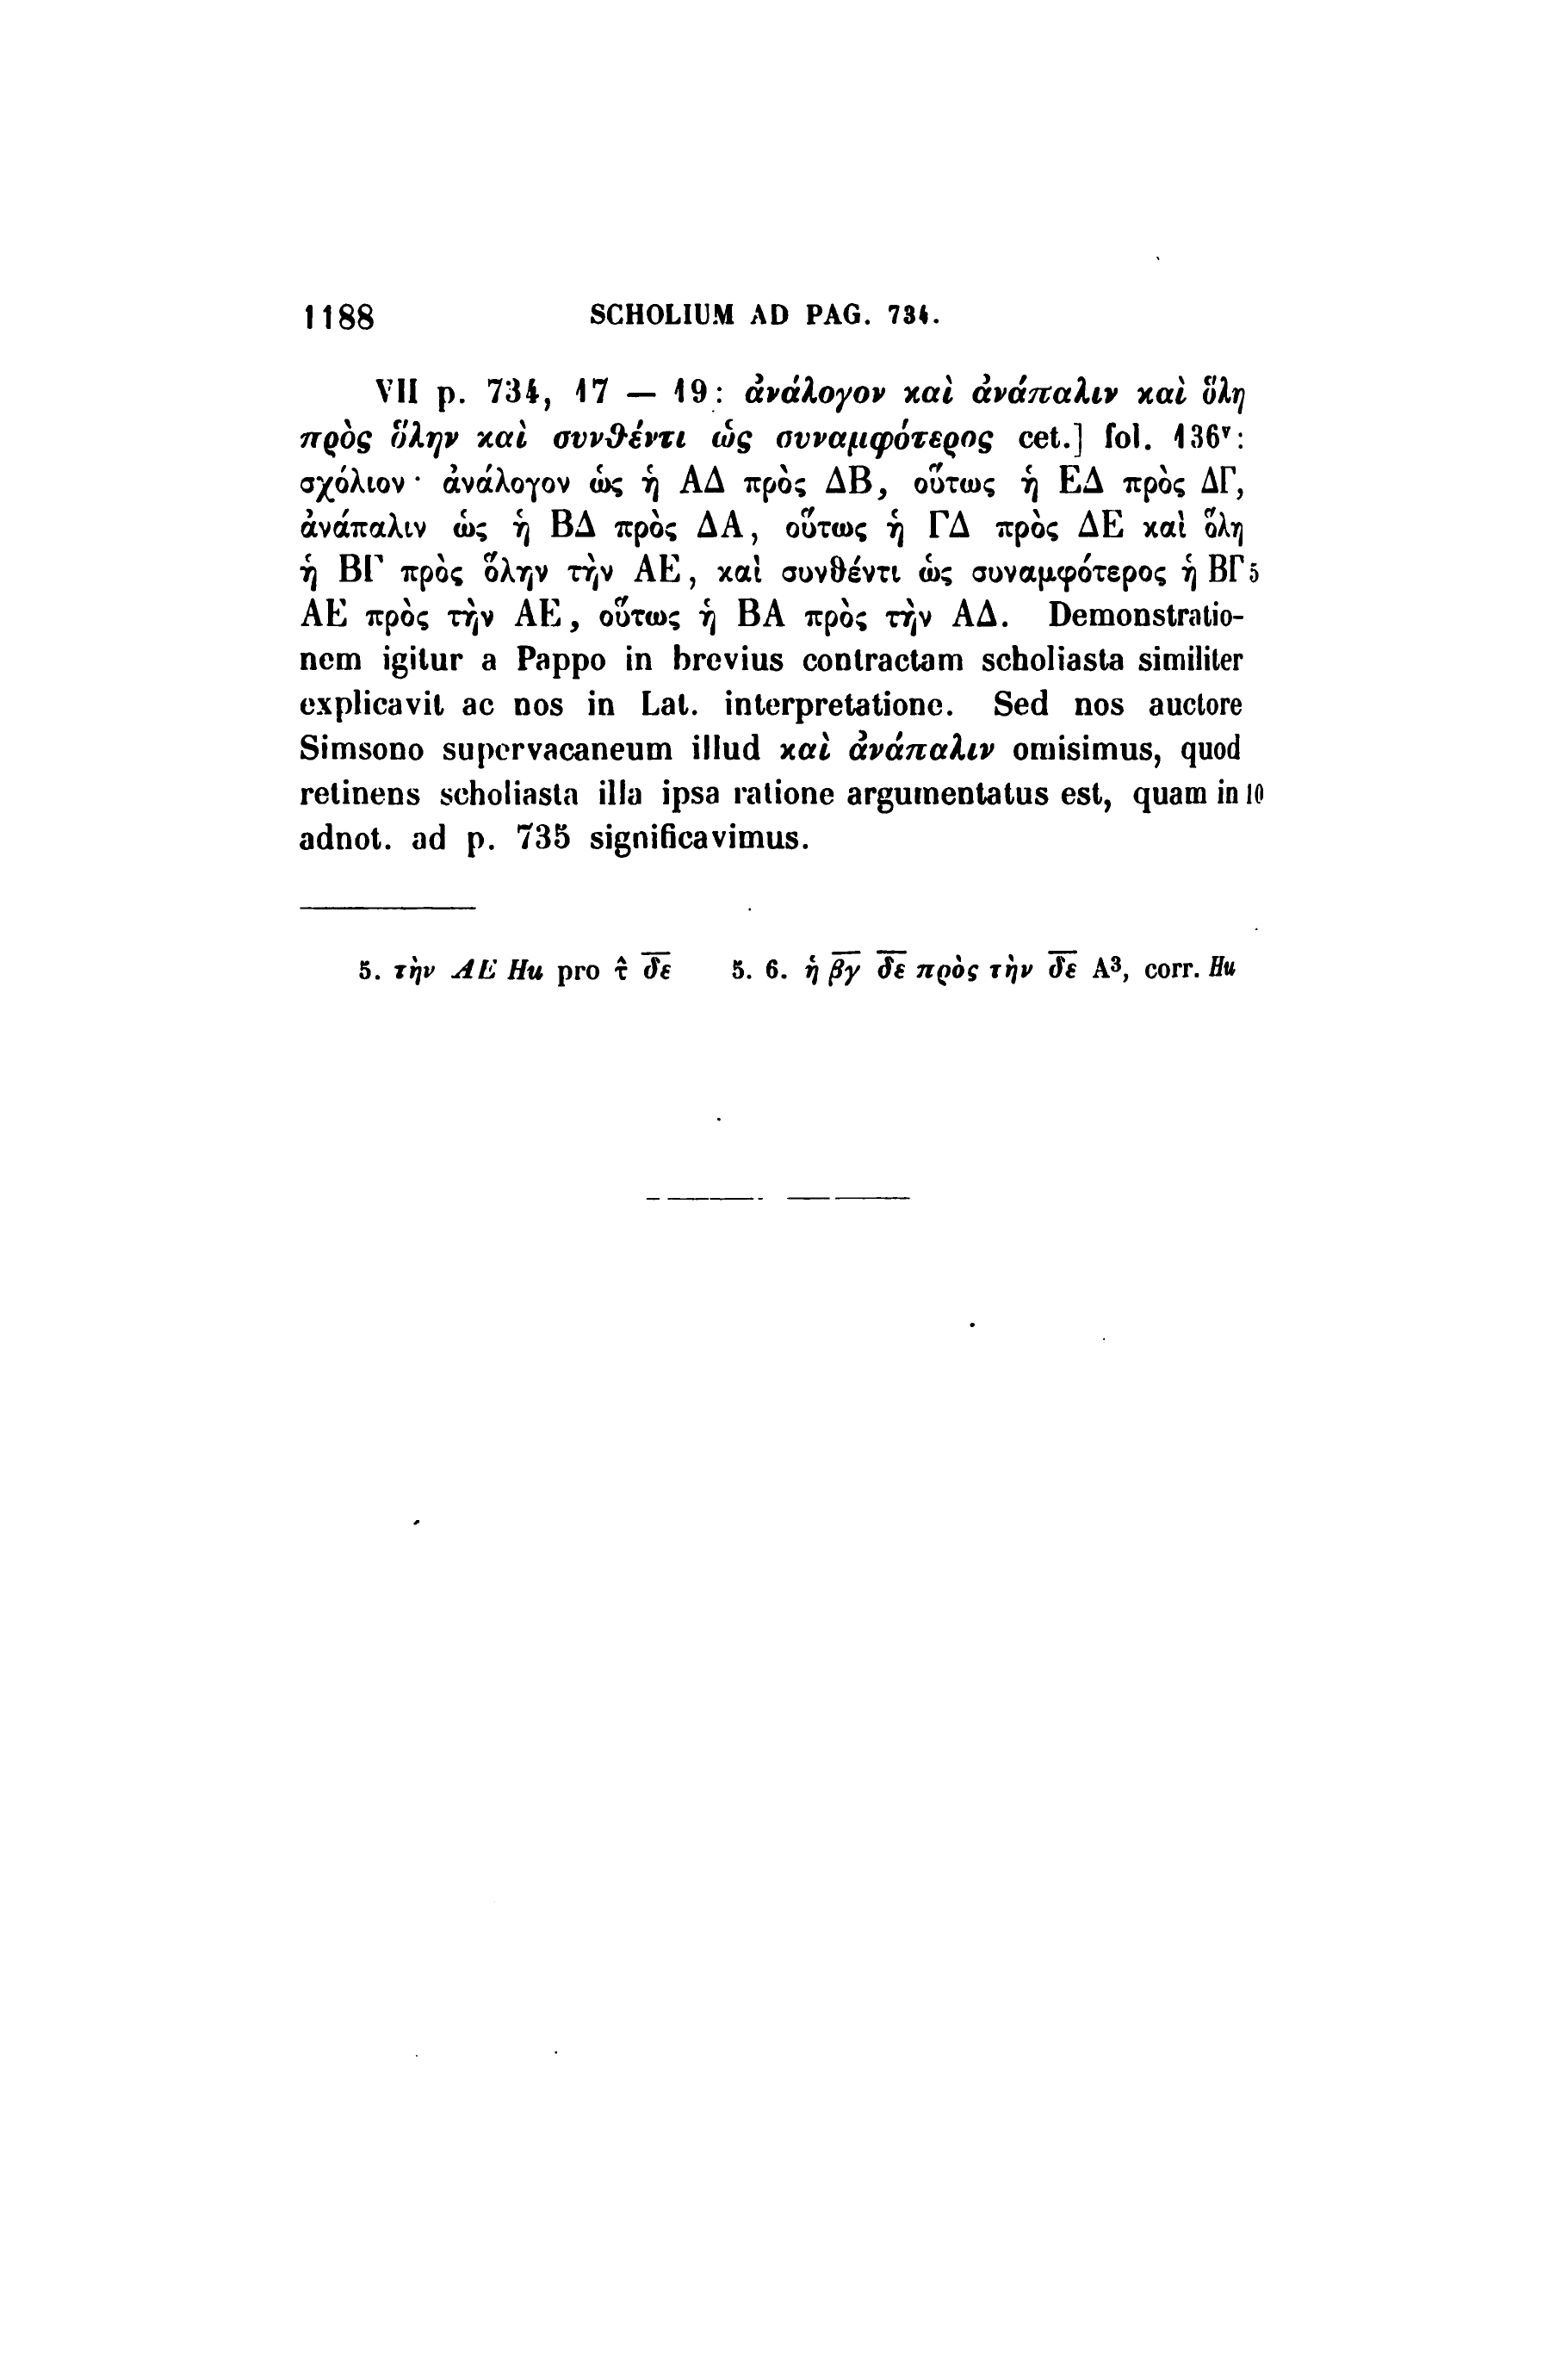 1188 SCHOLIUM AD PAG. 734.
VII p. 734, 17 — 19: ἀνάλογον καὶ ἀνάπαλιν καὶ ὅλη
πρὸς ὅλην καὶ συνθέντι ὡς συναμφότερος cet.] fol. 136ᵛ:
σχόλιον· ἀνάλογον ὡς ἡ ΑΔ πρὸς ΔΒ, οὕτως ἡ ΕΔ πρὸς ΔΓ,
ἀνάπαλιν ὡς ἡ ΒΔ πρὸς ΔΑ, οὕτως ἡ ΓΔ πρὸς ΔΕ καὶ ὅλη
ἡ ΒΓ πρὸς ὅλην τὴν ΑΕ, καὶ συνθέντι ὡς συναμφότερος ἡ ΒΓ 5
ΑΕ πρὸς τὴν ΑΕ, οὕτως ἡ ΒΑ πρὸς τὴν ΑΔ. Demonstratio-
nem igitur a Pappo in brevius contractam scholiasta similiter
explicavit ac nos in Lat. interpretatione. Sed nos auctore
Simsono supervacaneum illud καὶ ἀνάπαλιν omisimus, quod
retinens scholiasta illa ipsa ratione argumentatus est, quam in 10
adnot. ad p. 735 significavimus.
5. τὴν ΑΕ Hu pro τ̂ δ̅ε̅ 5. 6. ἡ β̅γ̅ δ̅ε̅ πρὸς τὴν δ̅ε̅ A³, corr. Hu